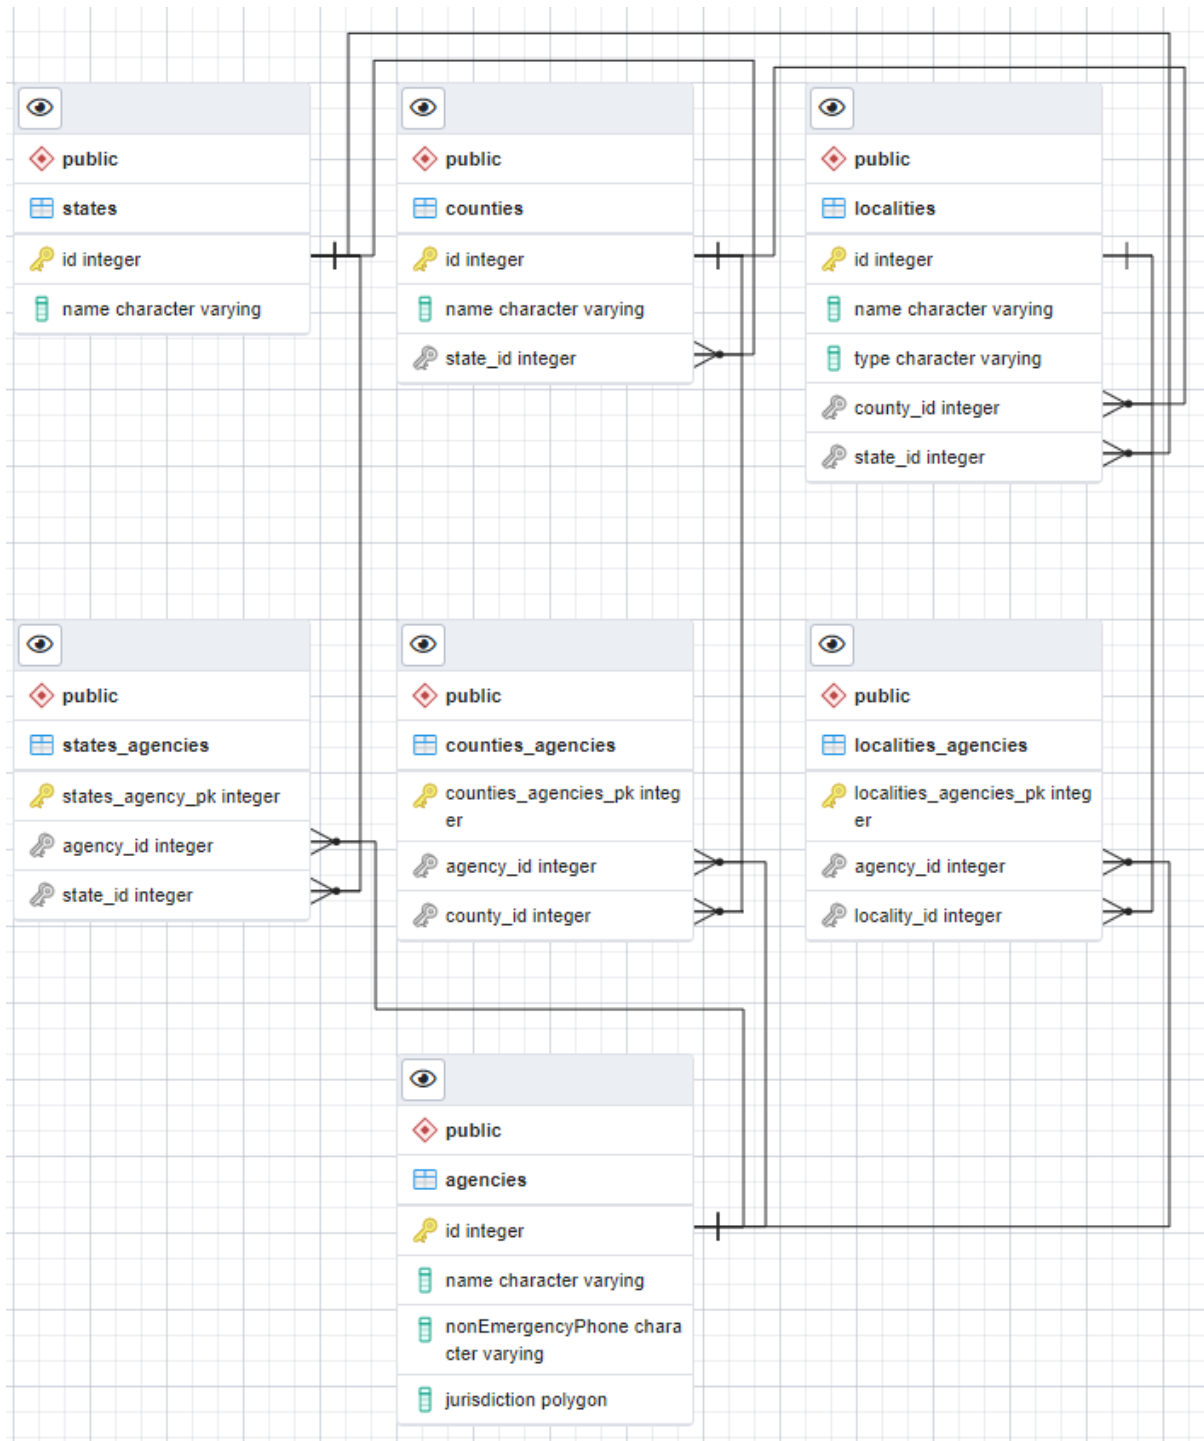 public
states
id integer
name character varying
public
counties
id integer
name character varying
state_id integer
public
localities
id integer
name character varying
type character varying
county_id integer
state_id integer
public
states_agencies
states_agency_pk integer
agency_id integer
state_id integer
public
counties_agencies
counties_agencies_pk integ
er
agency_id integer
county_id integer
public
localities_agencies
localities_agencies_pk integ
er
agency_id integer
locality_id integer
public
agencies
id integer
name character varying
nonEmergencyPhone chara
cter varying
jurisdiction polygon